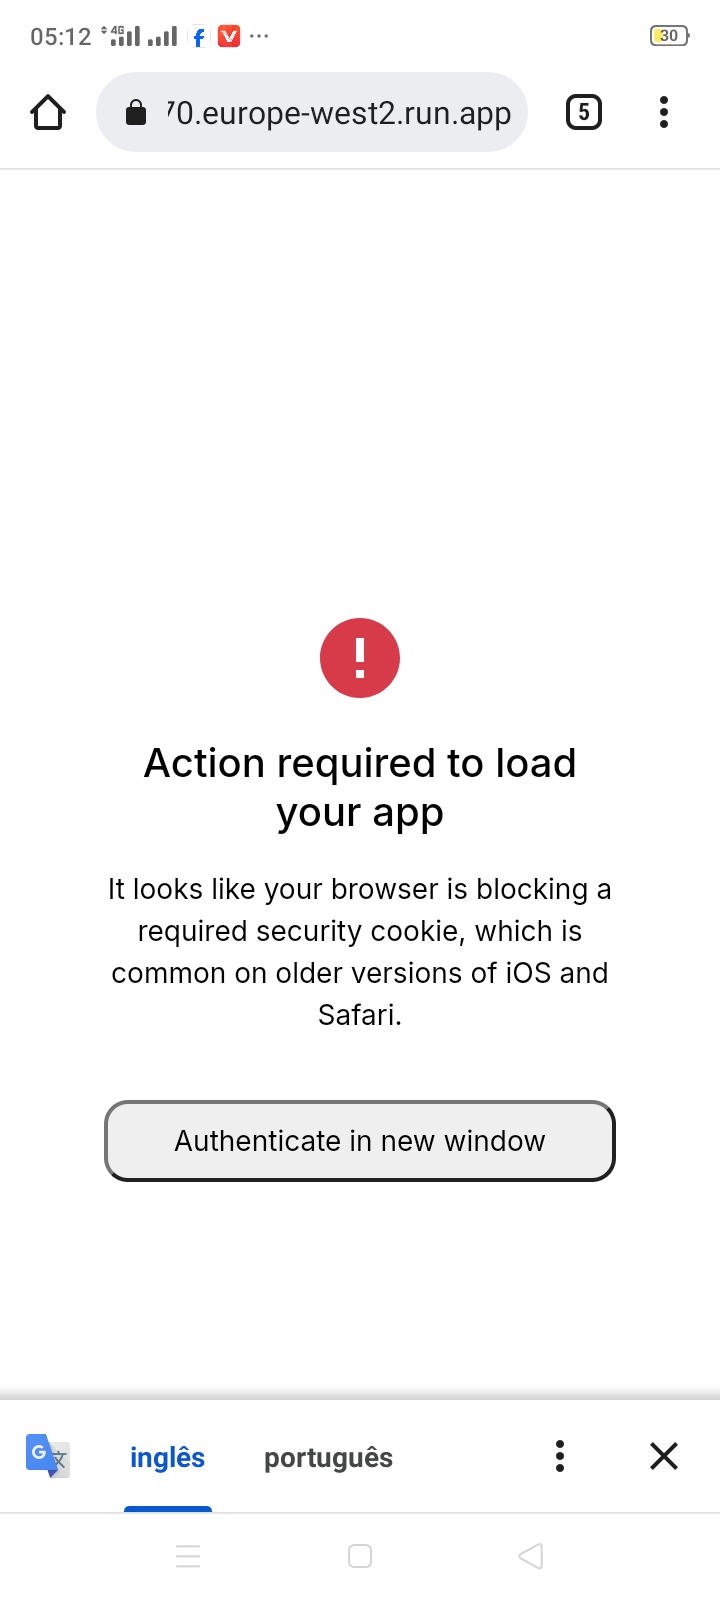 05:12 4G 30
70.europe-west2.run.app 5
Action required to load
your app
It looks like your browser is blocking a
required security cookie, which is
common on older versions of iOS and
Safari.
Authenticate in new window
inglês português